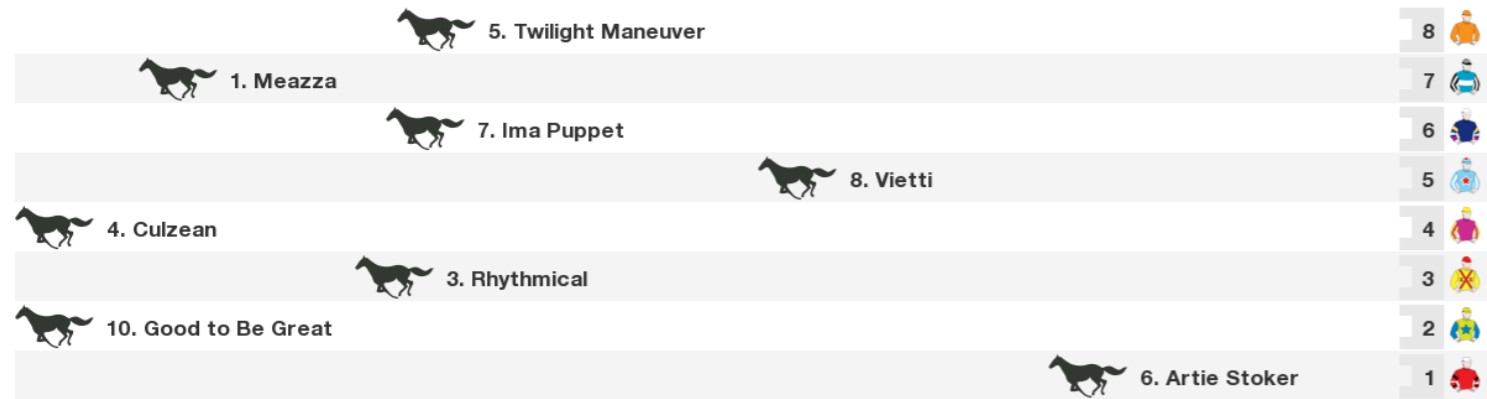 5. Twilight Maneuver 8
1. Meazza 7
7. Ima Puppet 6
8. Vietti 5
4. Culzean 4
3. Rhythmical 3
10. Good to Be Great 2
6. Artie Stoker 1